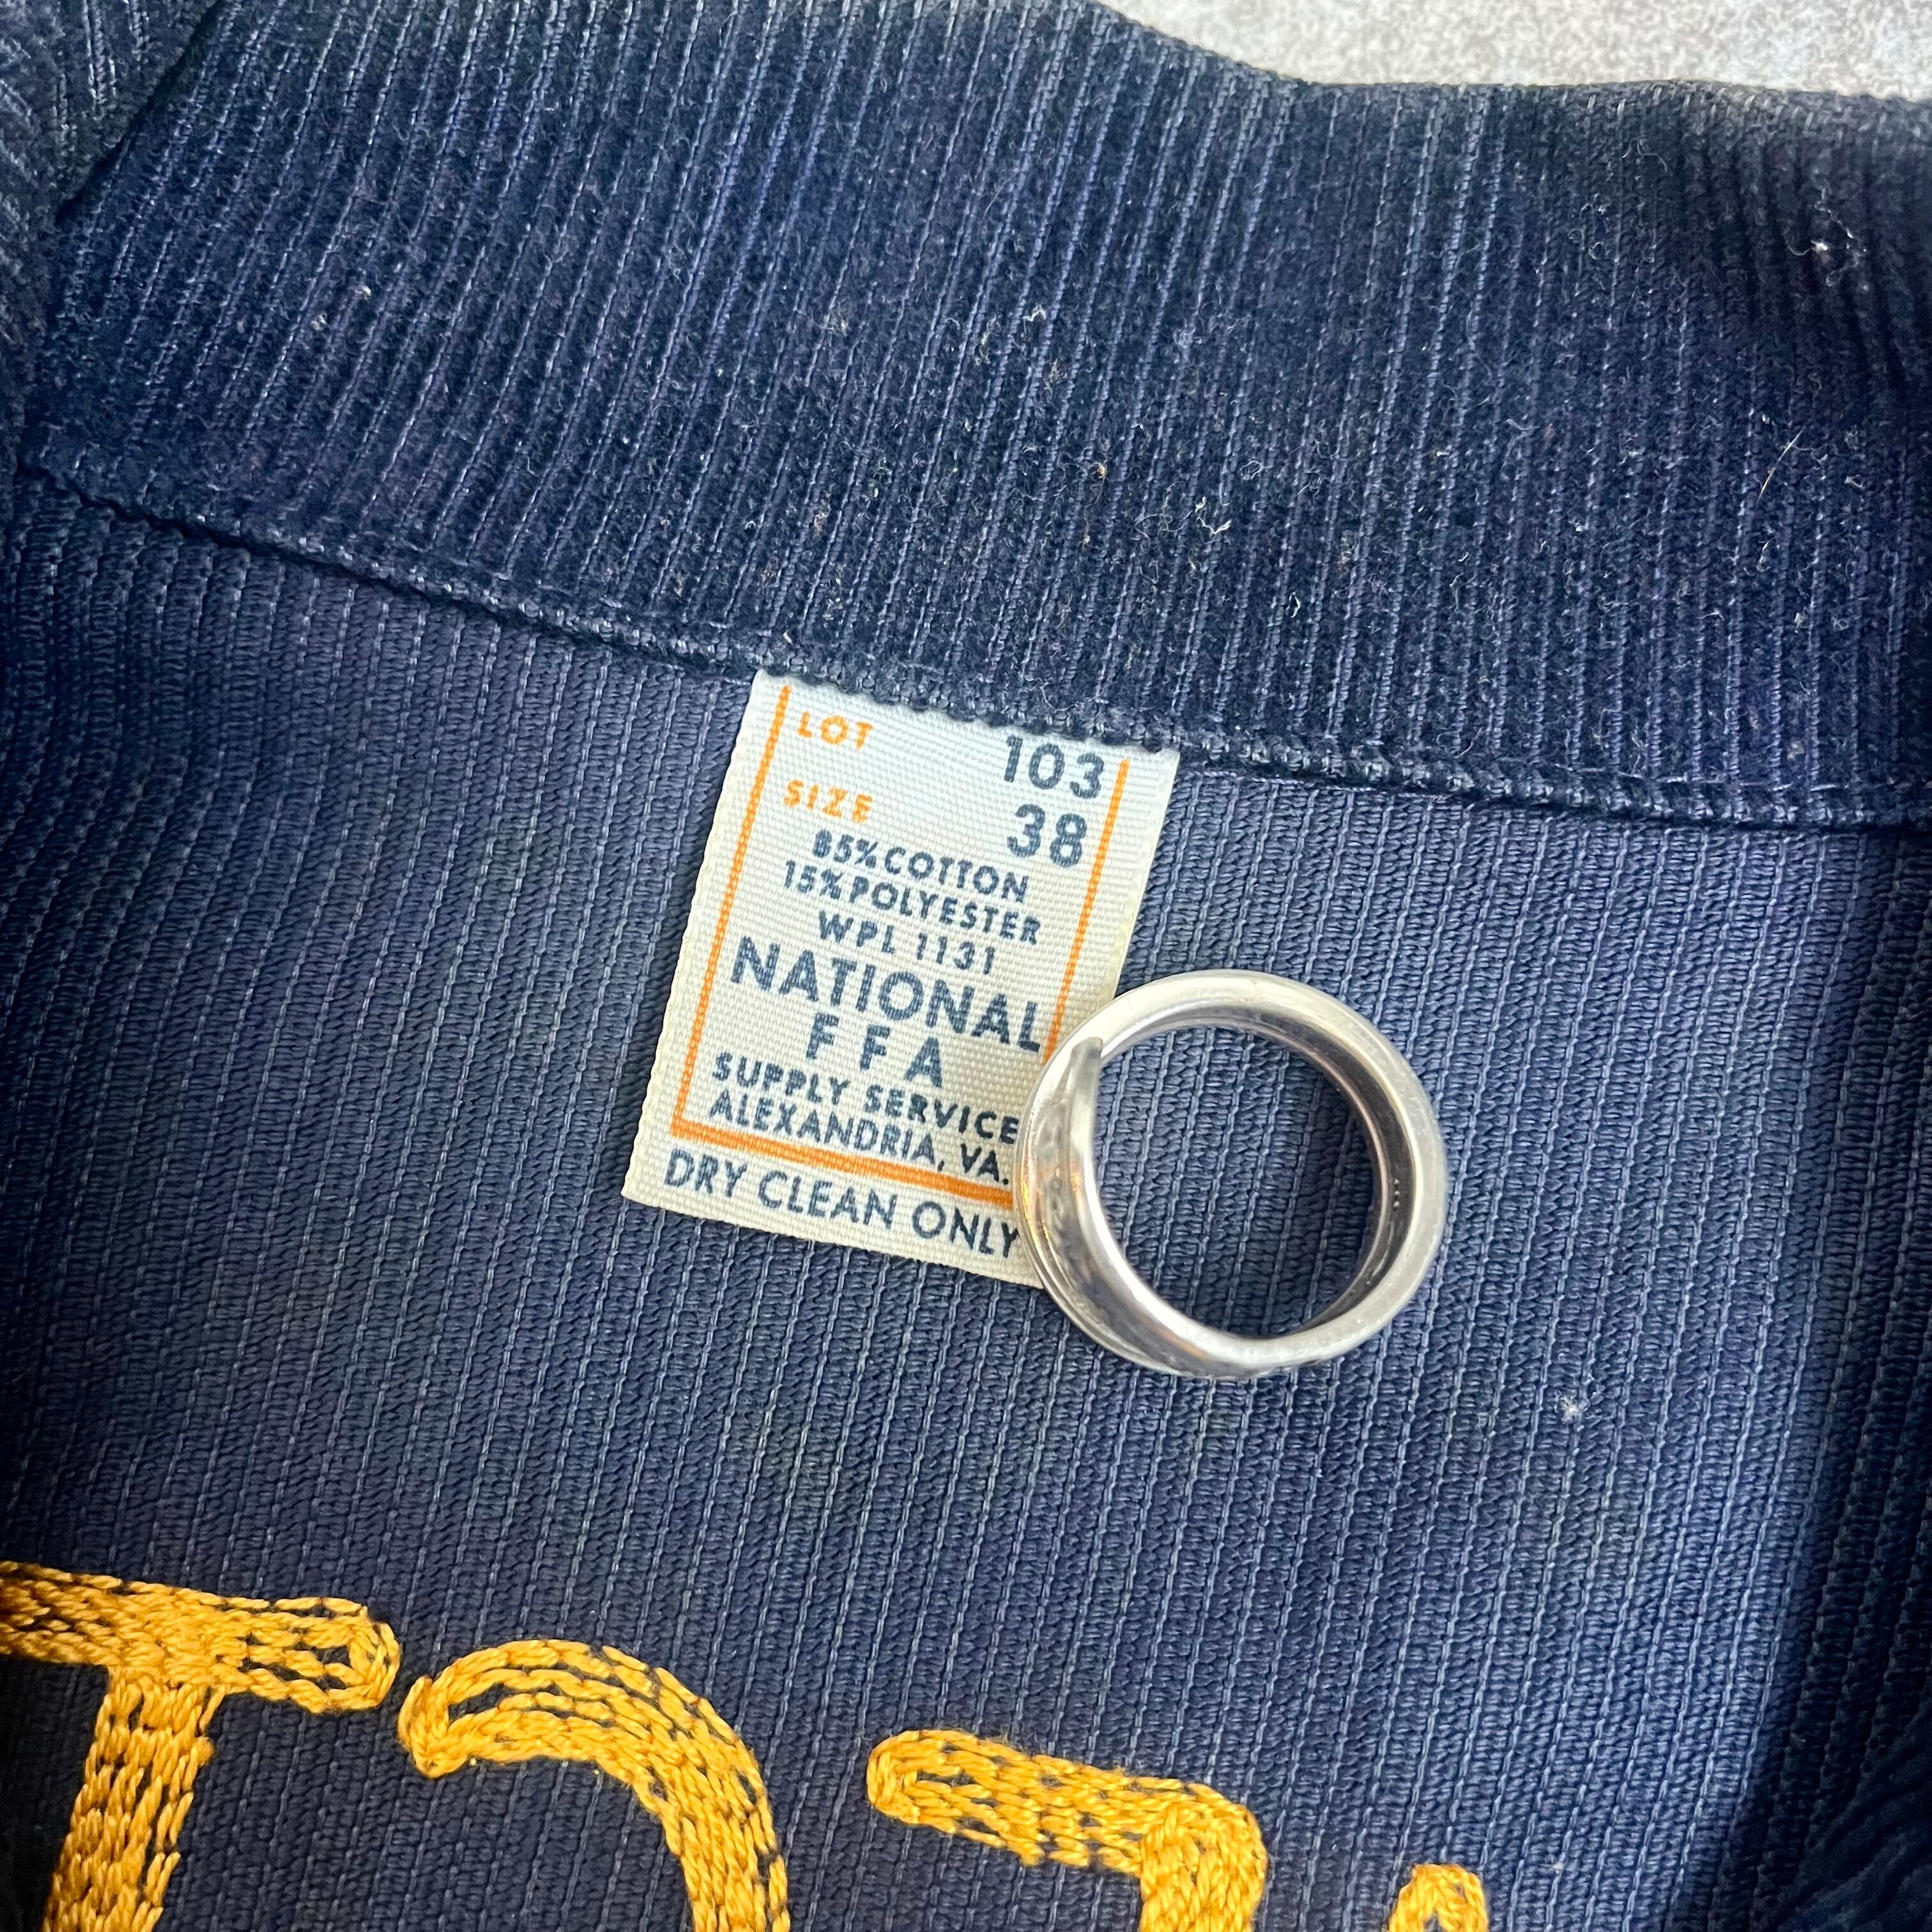 LOT 103
SIZE 38
85% COTTON
15% POLYESTER
WPL 1131
NATIONAL
FFA
SUPPLY SERVICE
ALEXANDRIA, VA.
DRY CLEAN ONLY